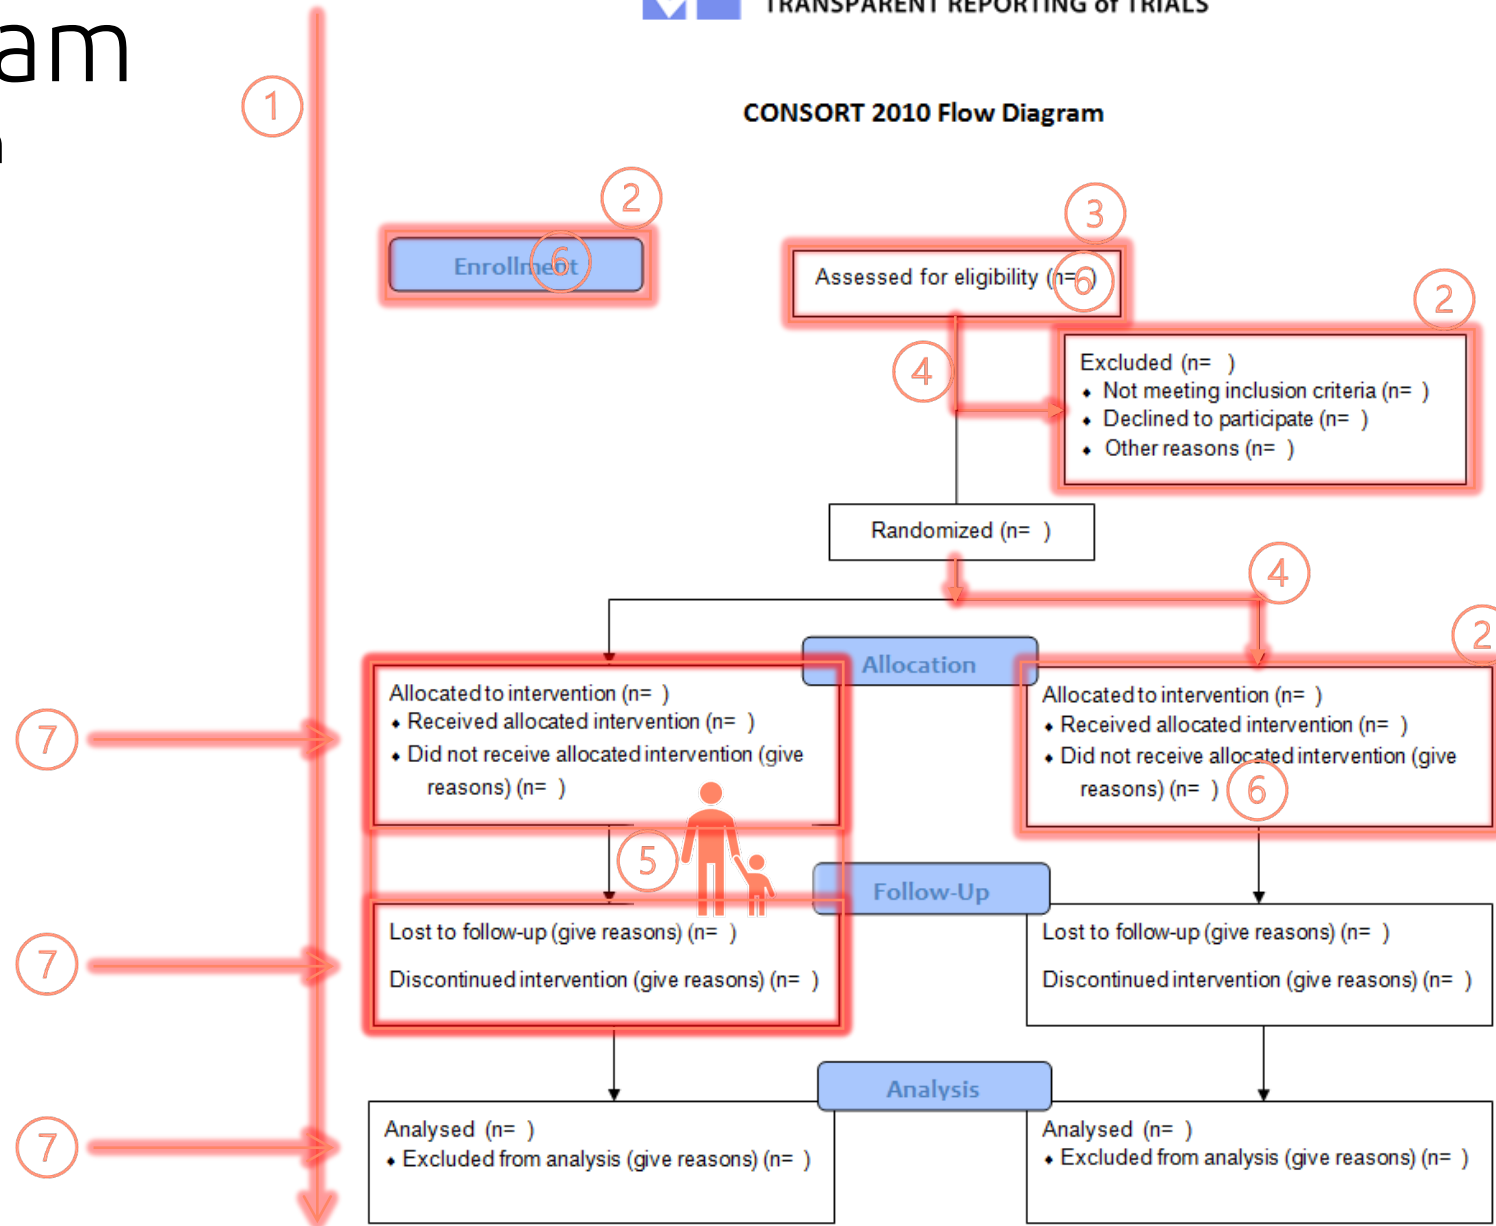 TRANSPARENT REPORTING of TRIALS
am
1
CONSORT 2010 Flow Diagram
2
3
Enrollment
6
Assessed for eligibility (n= )
6
2
4
Excluded (n= )
⬥ Not meeting inclusion criteria (n= )
⬥ Declined to participate (n= )
⬥ Other reasons (n= )
Randomized (n= )
4
2
Allocation
Allocated to intervention (n= )
⬥ Received allocated intervention (n= )
⬥ Did not receive allocated intervention (give
reasons) (n= )
Allocated to intervention (n= )
⬥ Received allocated intervention (n= )
⬥ Did not receive allocated intervention (give
reasons) (n= )
6
7
5
Follow-Up
Lost to follow-up (give reasons) (n= )
Discontinued intervention (give reasons) (n= )
Lost to follow-up (give reasons) (n= )
Discontinued intervention (give reasons) (n= )
7
Analysis
Analysed (n= )
⬥ Excluded from analysis (give reasons) (n= )
Analysed (n= )
⬥ Excluded from analysis (give reasons) (n= )
7